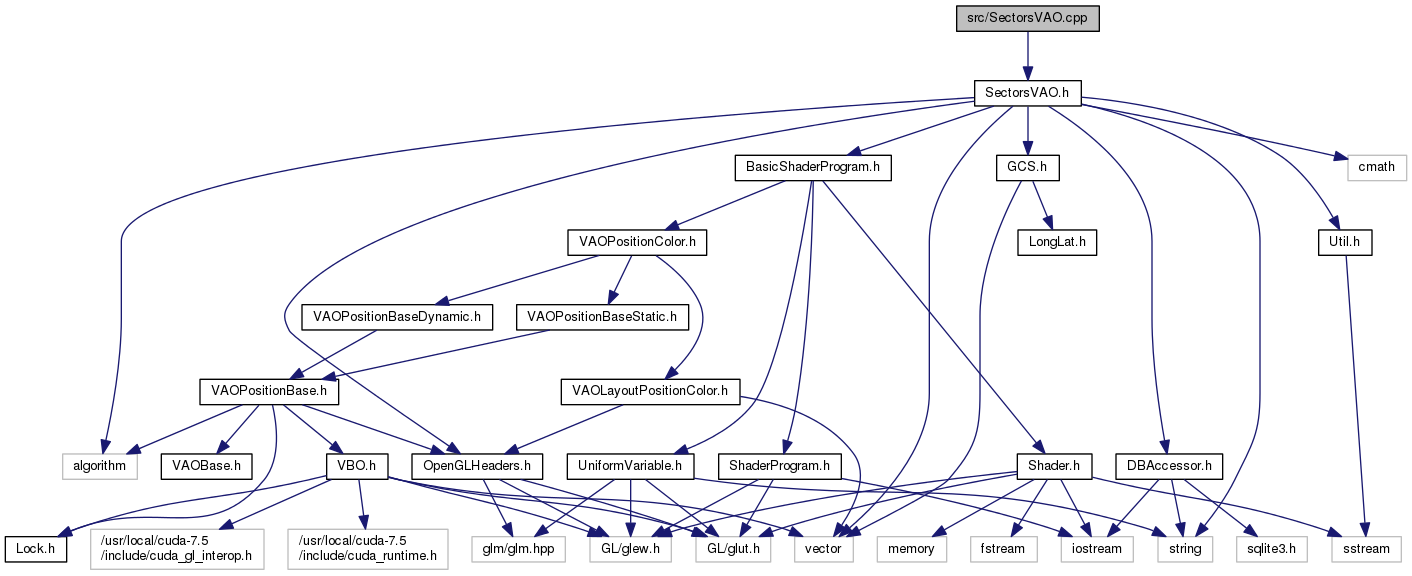 src/SectorsVAO.cpp
SectorsVAO.h
BasicShaderProgram.h
GCS.h
cmath
VAOPositionColor.h
LongLat.h
Util.h
VAOPositionBaseDynamic.h
VAOPositionBaseStatic.h
VAOPositionBase.h
VAOLayoutPositionColor.h
algorithm
VAOBase.h
VBO.h
OpenGLHeaders.h
UniformVariable.h
ShaderProgram.h
Shader.h
DBAccessor.h
Lock.h
/usr/local/cuda-7.5
/include/cuda_gl_interop.h
/usr/local/cuda-7.5
/include/cuda_runtime.h
glm/glm.hpp
GL/glew.h
GL/glut.h
vector
memory
fstream
iostream
string
sqlite3.h
sstream